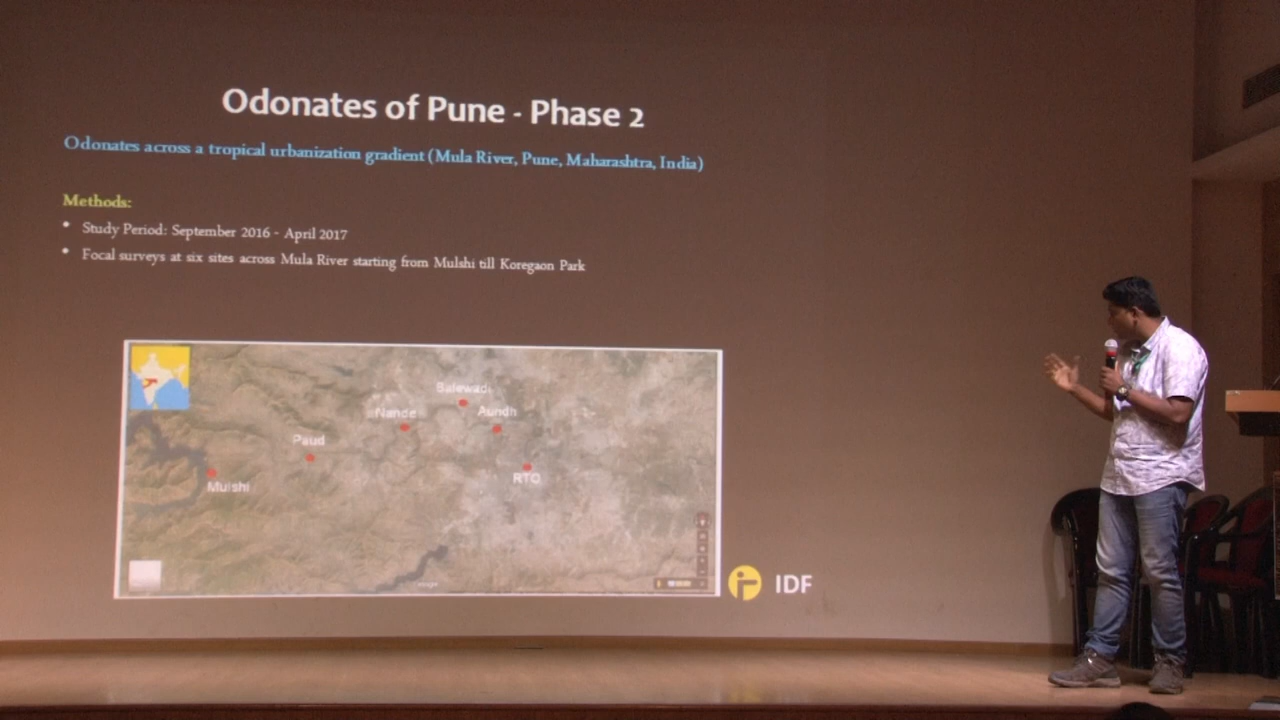 Odonates of Pune - Phase 2
Odonates across a tropical urbanization gradient (Mula River, Pune, Maharashtra, India)
Methods:
• Study Period: September 2016 - April 2017
• Focal surveys at six sites across Mula River starting from Mulshi till Koregaon Park
Balewadi
Nande
Aundh
Paud
RTO
Mulshi
IDF